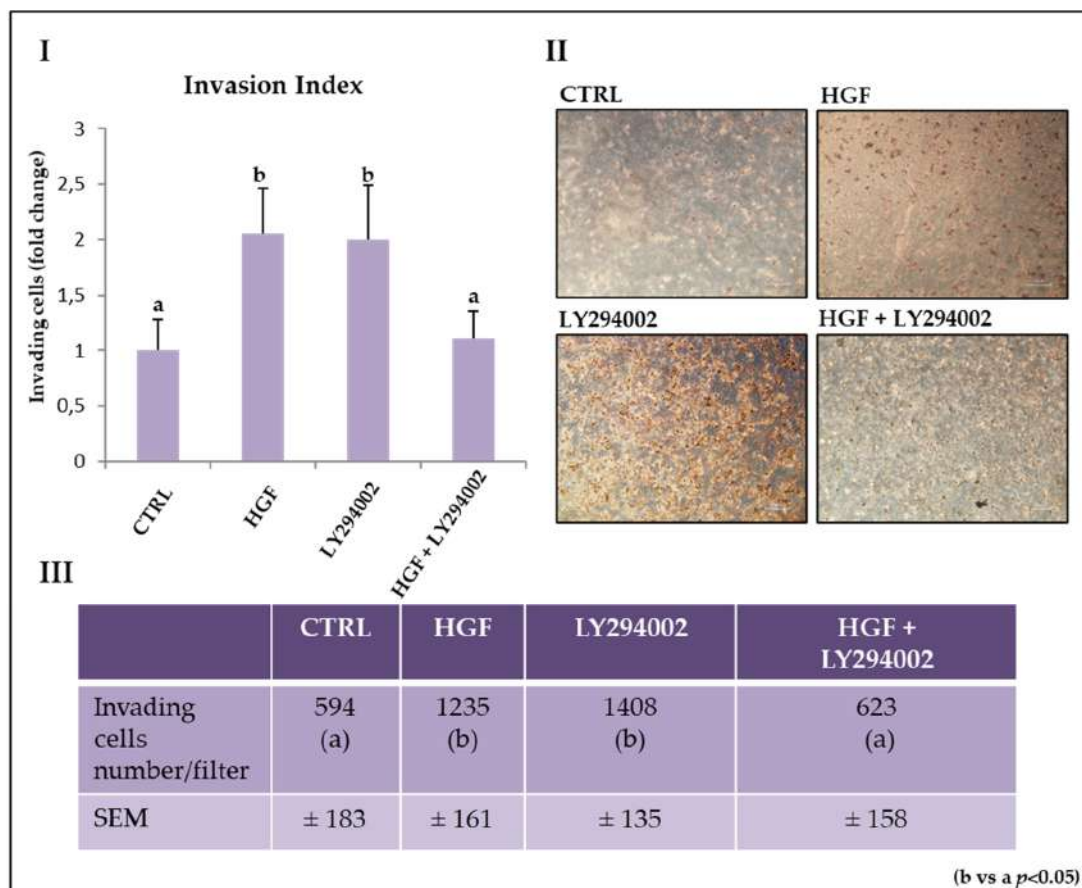 I
Invasion Index
Invading cells (fold change)
3
2,5
2
1,5
1
0,5
0
a
b
b
a
CTRL
HGF
LY294002
HGF + LY294002
II
CTRL
HGF
LY294002
HGF + LY294002
III
CTRL
HGF
LY294002
HGF +
LY294002
Invading
cells
number/filter
594
(a)
1235
(b)
1408
(b)
623
(a)
SEM
± 183
± 161
± 135
± 158
(b vs a p<0.05)